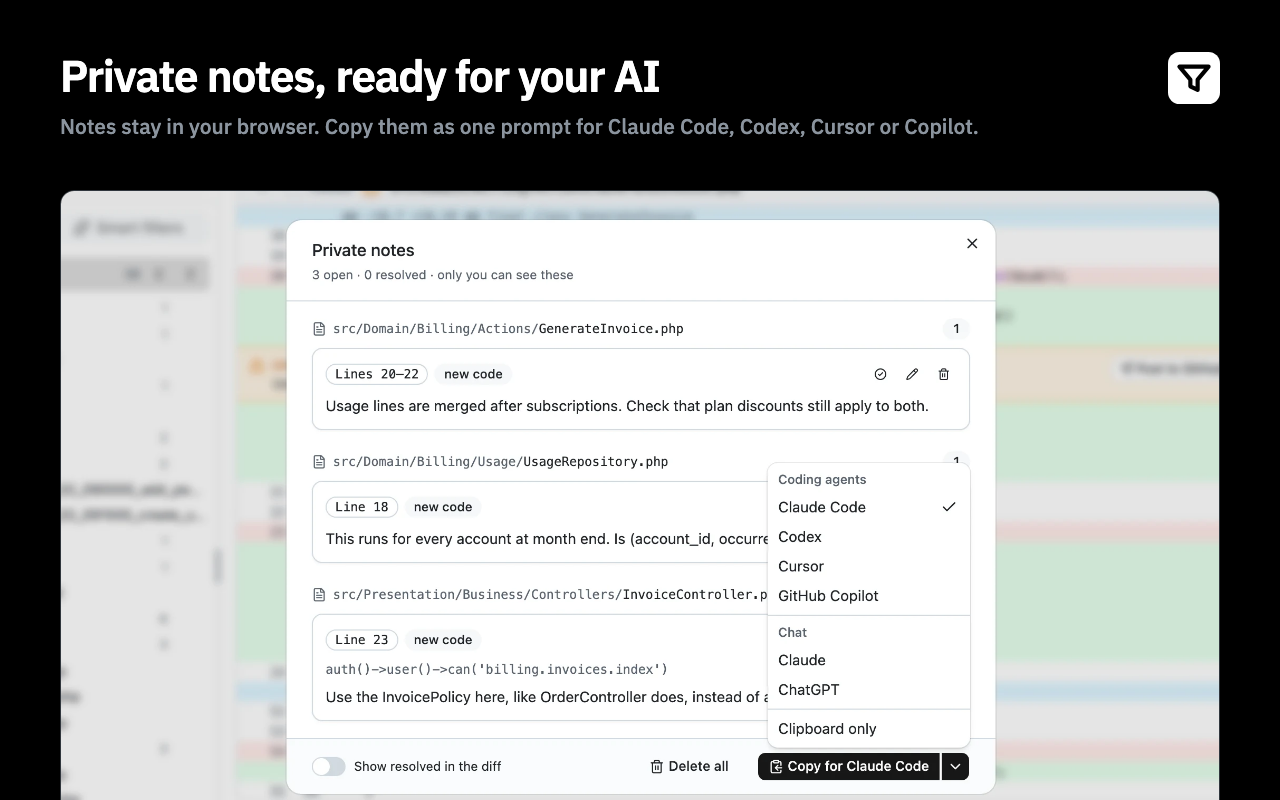 Private notes, ready for your AI
Notes stay in your browser. Copy them as one prompt for Claude Code, Codex, Cursor or Copilot.
Smart filters
Private notes
3 open · 0 resolved · only you can see these
src/Domain/Billing/Actions/GenerateInvoice.php
1
Lines 20–22
new code
Usage lines are merged after subscriptions. Check that plan discounts still apply to both.
src/Domain/Billing/Usage/UsageRepository.php
1
Line 18
new code
This runs for every account at month end. Is (account_id, occurre
src/Presentation/Business/Controllers/InvoiceController.p
Line 23
new code
auth()->user()->can('billing.invoices.index')
Use the InvoicePolicy here, like OrderController does, instead of a
Coding agents
Claude Code
Codex
Cursor
GitHub Copilot
Chat
Claude
ChatGPT
Clipboard only
Show resolved in the diff
Delete all
Copy for Claude Code